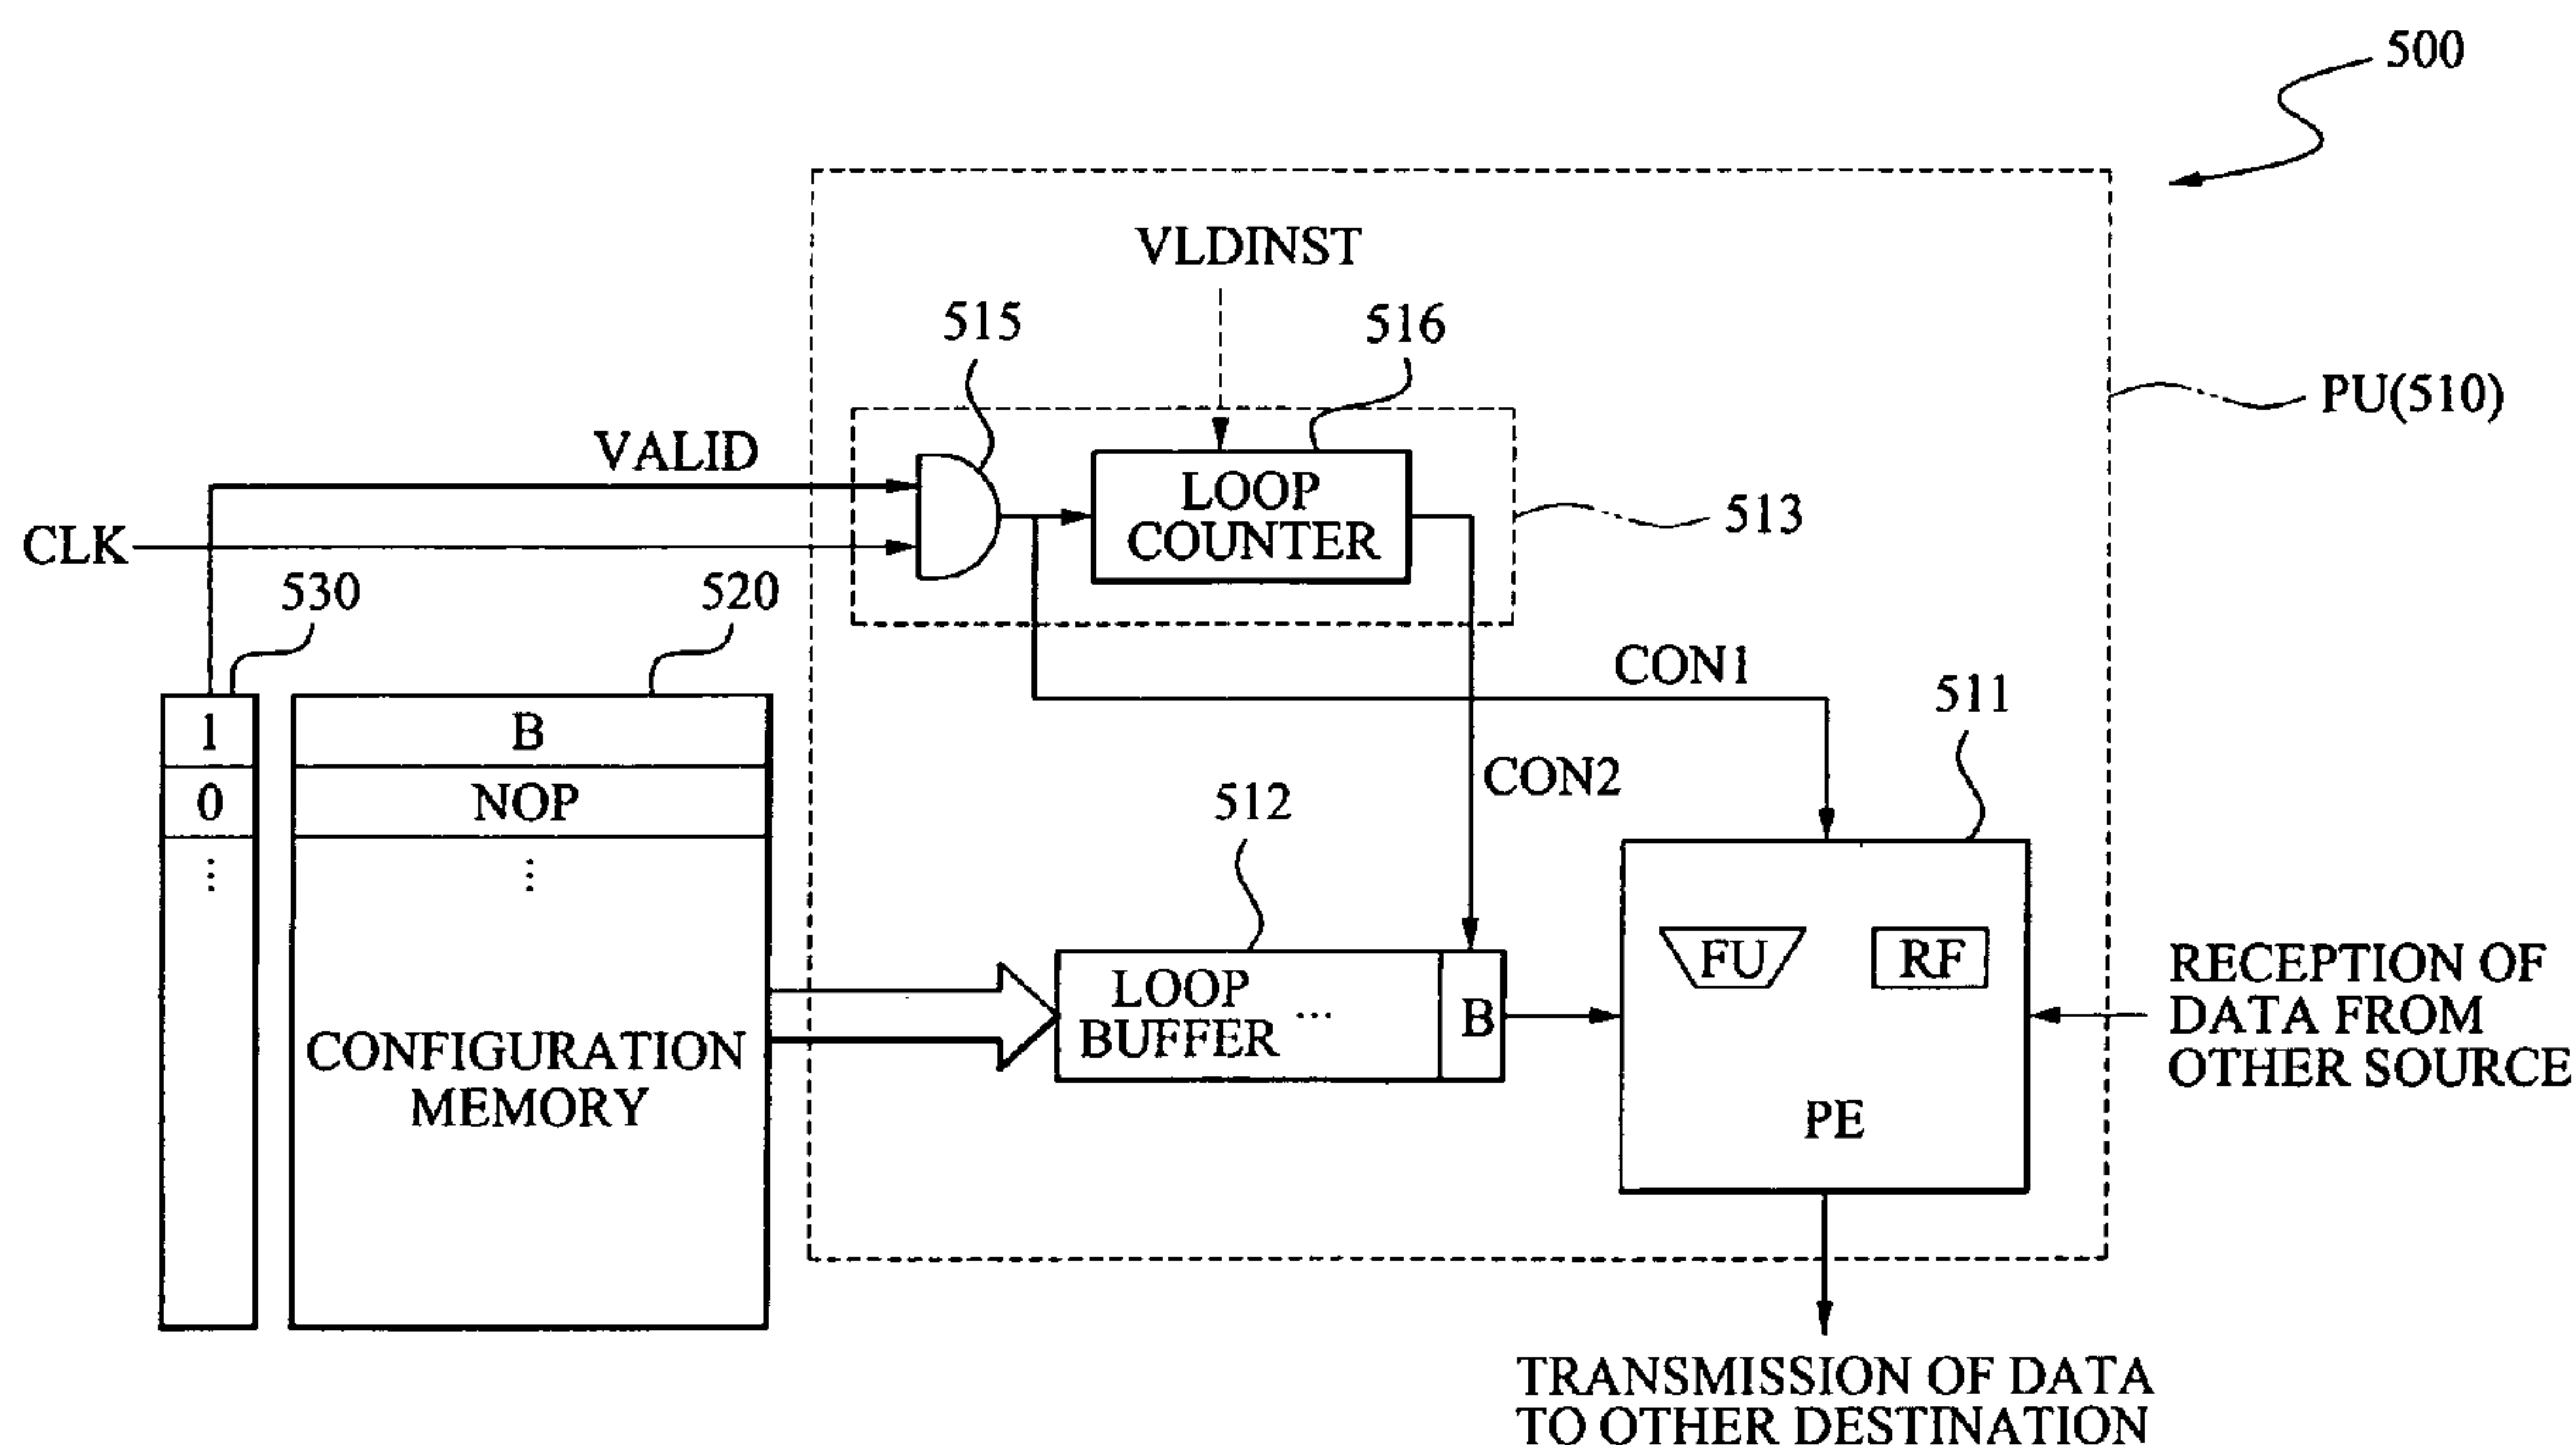 500
VLDINST
515
516
PU(510)
VALID
LOOP
COUNTER
513
CLK
530
520
CON1
511
1
B
0
NOP
CON2
512
⋮
⋮
LOOP
BUFFER
...
B
FU
RF
RECEPTION OF
DATA FROM
OTHER SOURCE
CONFIGURATION
MEMORY
PE
TRANSMISSION OF DATA
TO OTHER DESTINATION